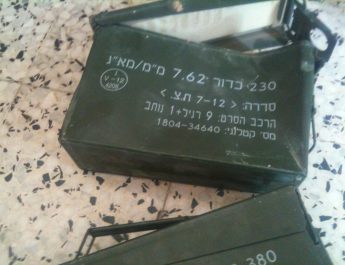 230 כדור 7.62 מ"מ/מא"ג
סדרה: < 7-12 ת.צ. >
הרכב הסרט: 9 רגיל + 1 נותב
מס׳ קטלוגי: 1804-34640
I
V-12
380